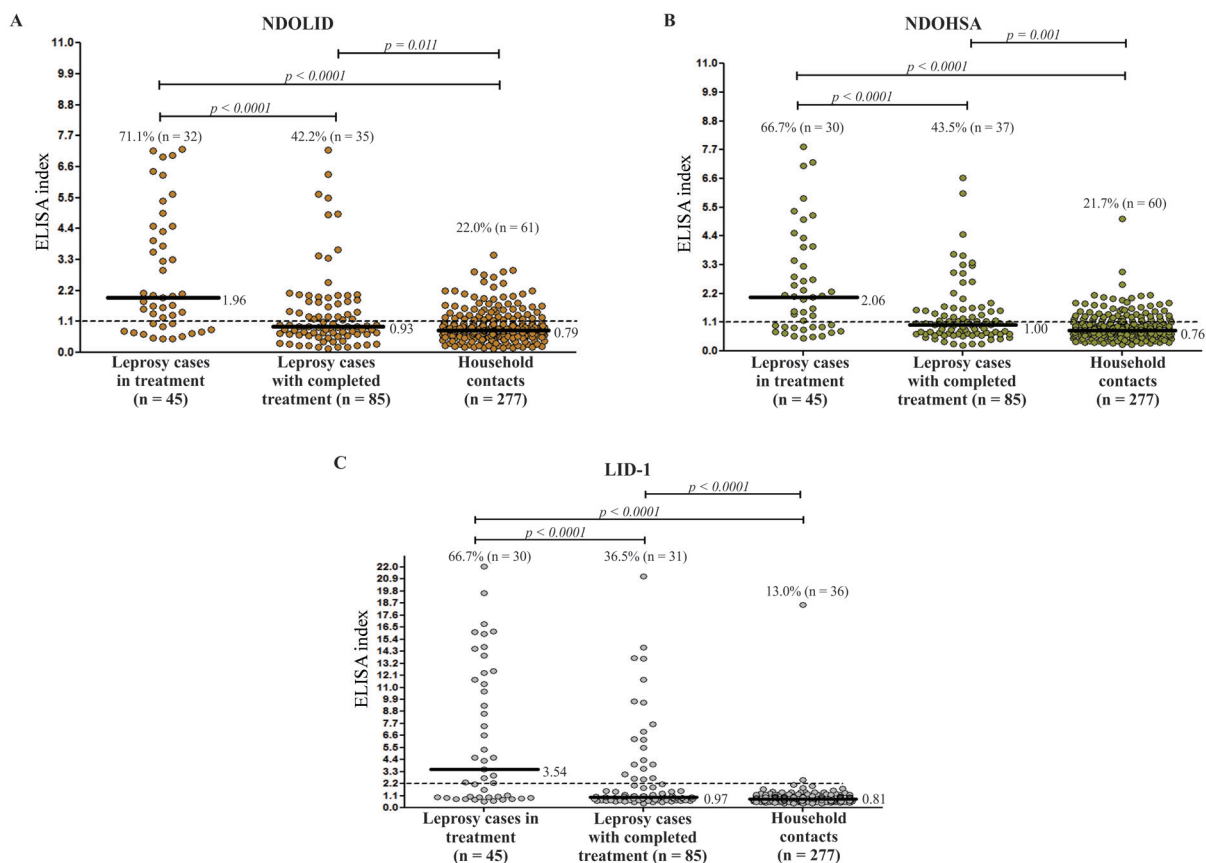 A
NDOLID
p = 0.011
p < 0.0001
p < 0.0001
71.1% (n = 32)
42.2% (n = 35)
22.0% (n = 61)
ELISA index
11.0
9.9
8.8
7.7
6.6
5.5
4.4
3.3
2.2
1.1
0.0
1.96
0.93
0.79
Leprosy cases
in treatment
(n = 45)
Leprosy cases
with completed
treatment (n = 85)
Household
contacts
(n = 277)
B
NDOHSA
p = 0.001
p < 0.0001
p < 0.0001
66.7% (n = 30)
43.5% (n = 37)
21.7% (n = 60)
ELISA index
11.0
9.9
8.8
7.7
6.6
5.5
4.4
3.3
2.2
1.1
0.0
2.06
1.00
0.76
Leprosy cases
in treatment
(n = 45)
Leprosy cases
with completed
treatment (n = 85)
Household
contacts
(n = 277)
C
LID-1
p < 0.0001
p < 0.0001
p < 0.0001
66.7% (n = 30)
36.5% (n = 31)
13.0% (n = 36)
ELISA index
22.0
20.9
19.8
18.7
17.6
16.5
15.4
14.3
13.2
12.1
11.0
9.9
8.8
7.7
6.6
5.5
4.4
3.3
2.2
1.1
0.0
3.54
0.97
0.81
Leprosy cases in
treatment
(n = 45)
Leprosy cases
with completed
treatment (n = 85)
Household
contacts
(n = 277)